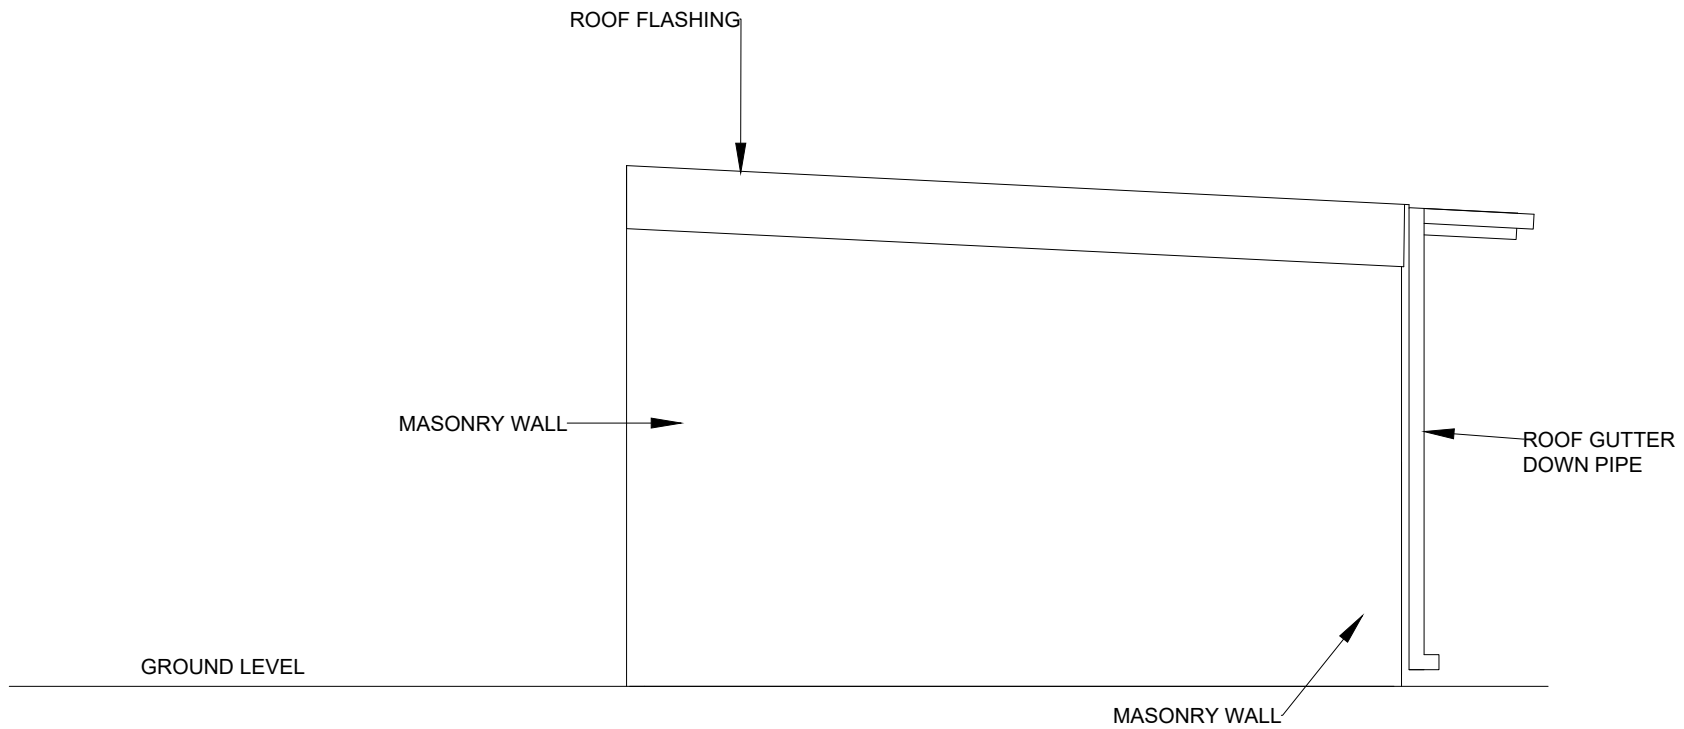 ROOF FLASHING
MASONRY WALL
ROOF GUTTER
DOWN PIPE
GROUND LEVEL
MASONRY WALL